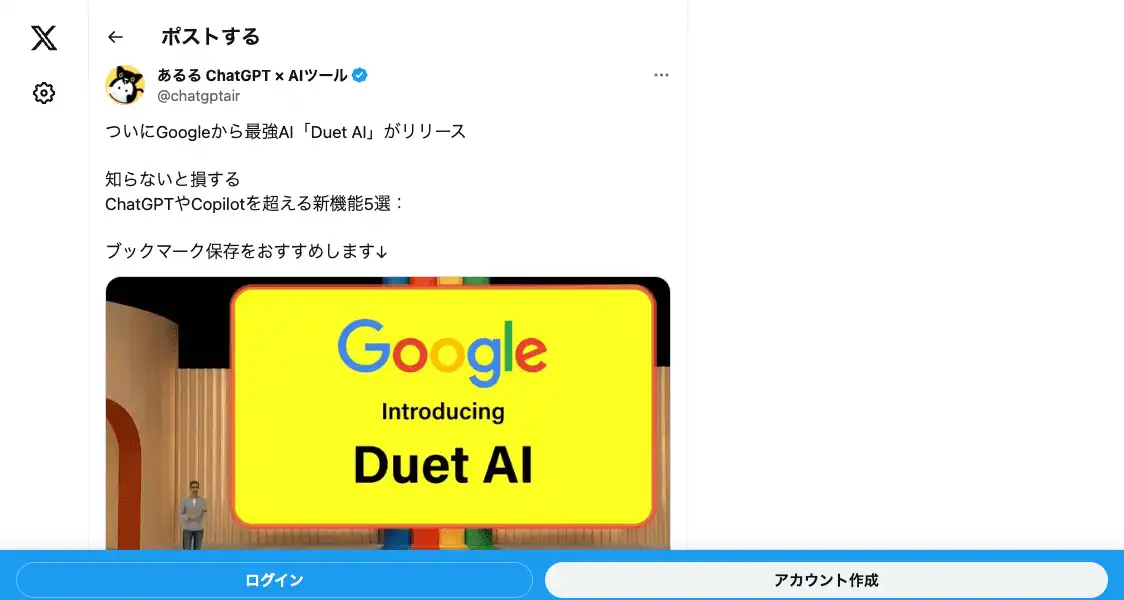 ポストする
あるる ChatGPT × AIツール
@chatgptair
ついにGoogleから最強AI「Duet AI」がリリース
知らないと損する
ChatGPTやCopilotを超える新機能5選：
ブックマーク保存をおすすめします↓
Google
Introducing
Duet AI
ログイン
アカウント作成